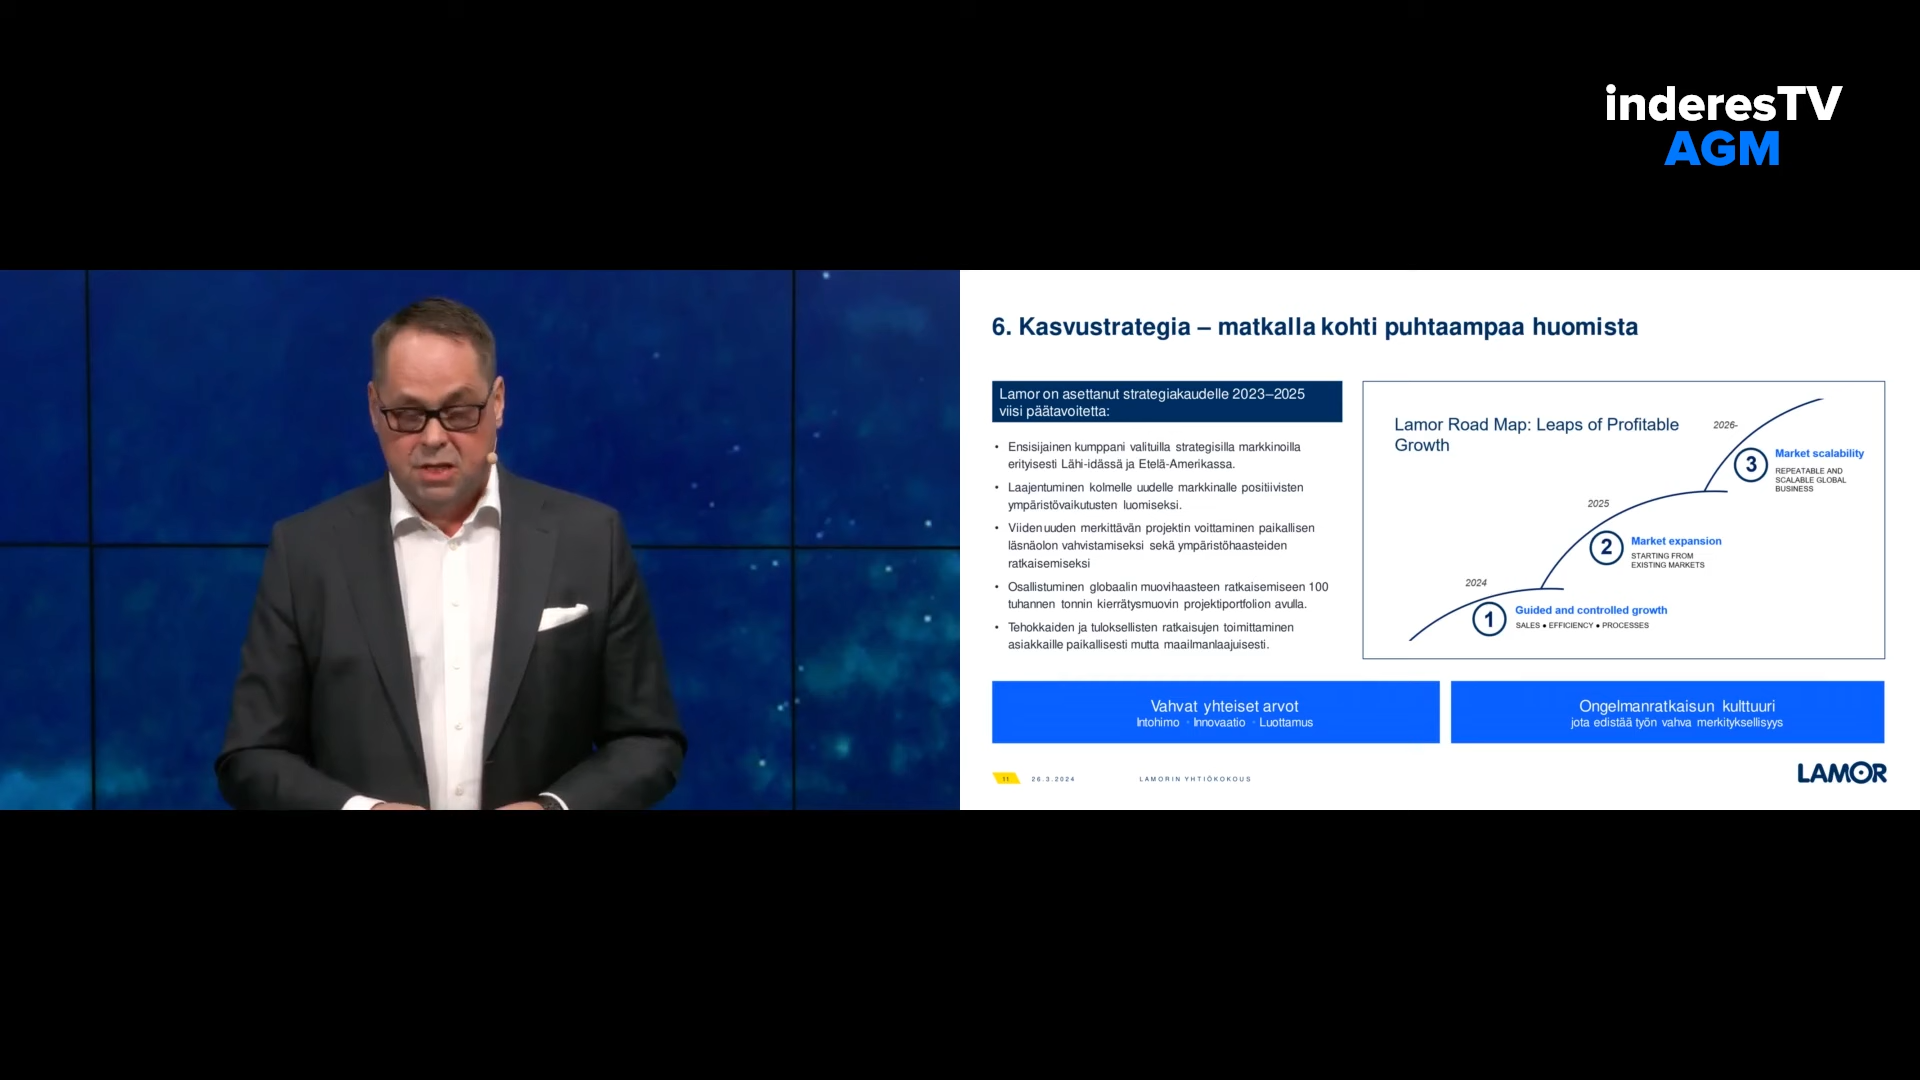 inderesTV
AGM
6. Kasvustrategia – matkalla kohti puhtaampaa huomista
Lamor on asettanut strategiakaudelle 2023–2025
viisi päätavoitetta:
• Ensisijainen kumppani valituilla strategisilla markkinoilla
erityisesti Lähi-idässä ja Etelä-Amerikassa.
• Laajentuminen kolmelle uudelle markkinalle positiivisten
ympäristövaikutusten luomiseksi.
• Viiden uuden merkittävän projektin voittaminen paikallisen
läsnäolon vahvistamiseksi sekä ympäristöhaasteiden
ratkaisemiseksi
• Osallistuminen globaalin muovihaasteen ratkaisemiseen 100
tuhannen tonnin kierrätysmuovin projektiportfolion avulla.
• Tehokkaiden ja tuloksellisten ratkaisujen toimittaminen
asiakkaille paikallisesti mutta maailmanlaajuisesti.
Lamor Road Map: Leaps of Profitable
Growth
2026-
3
Market scalability
REPEATABLE AND
SCALABLE GLOBAL
BUSINESS
2025
2
Market expansion
STARTING FROM
EXISTING MARKETS
2024
1
Guided and controlled growth
SALES ● EFFICIENCY ● PROCESSES
Vahvat yhteiset arvot
Intohimo • Innovaatio • Luottamus
Ongelmanratkaisun kulttuuri
jota edistää työn vahva merkityksellisyys
11 26.3.2024 LAMORIN YHTIÖKOKOUS
LAMOR